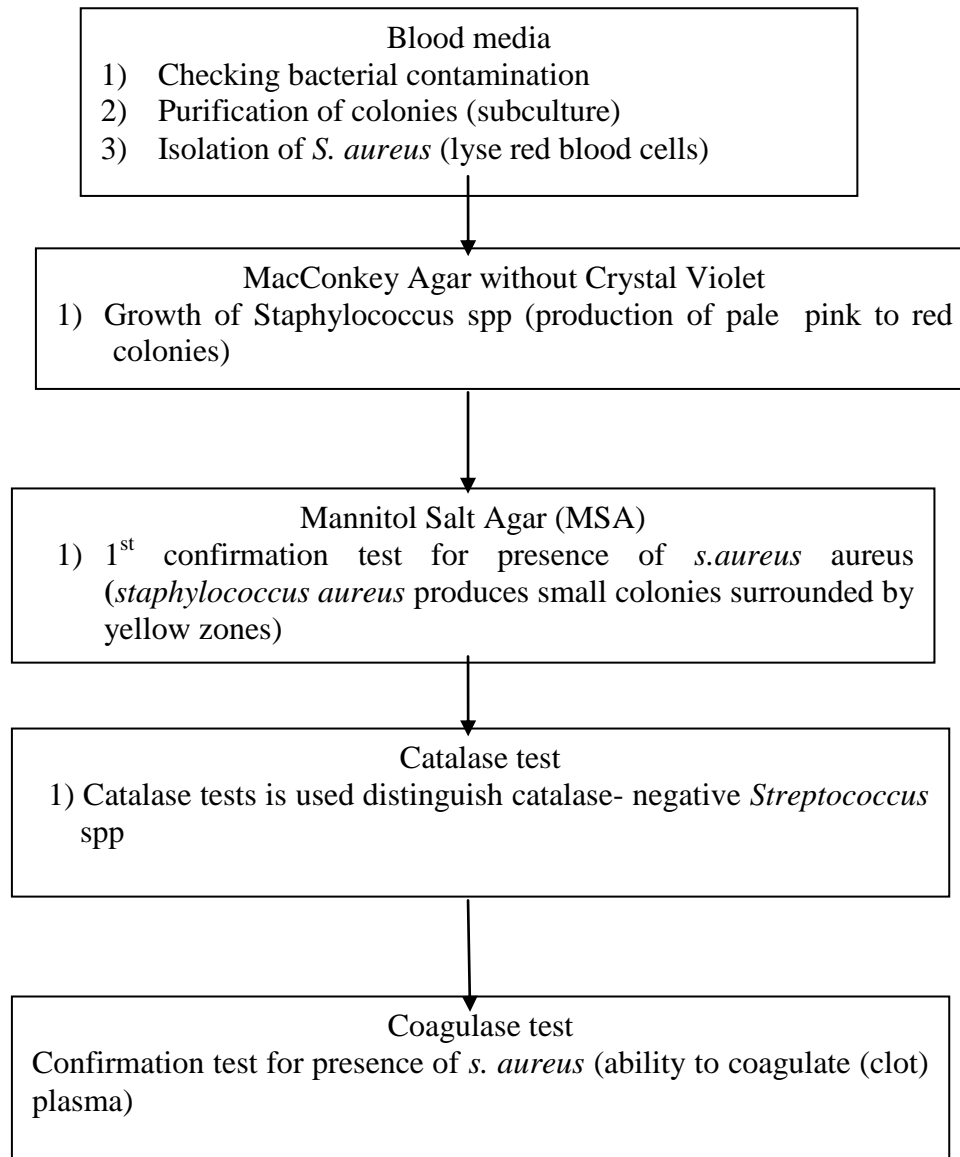 Blood media
1) Checking bacterial contamination
2) Purification of colonies (subculture)
3) Isolation of S. aureus (lyse red blood cells)
MacConkey Agar without Crystal Violet
1) Growth of Staphylococcus spp (production of pale pink to red
colonies)
Mannitol Salt Agar (MSA)
1) 1st confirmation test for presence of s.aureus aureus
(staphylococcus aureus produces small colonies surrounded by
yellow zones)
Catalase test
1) Catalase tests is used distinguish catalase- negative Streptococcus
spp
Coagulase test
Confirmation test for presence of s. aureus (ability to coagulate (clot)
plasma)